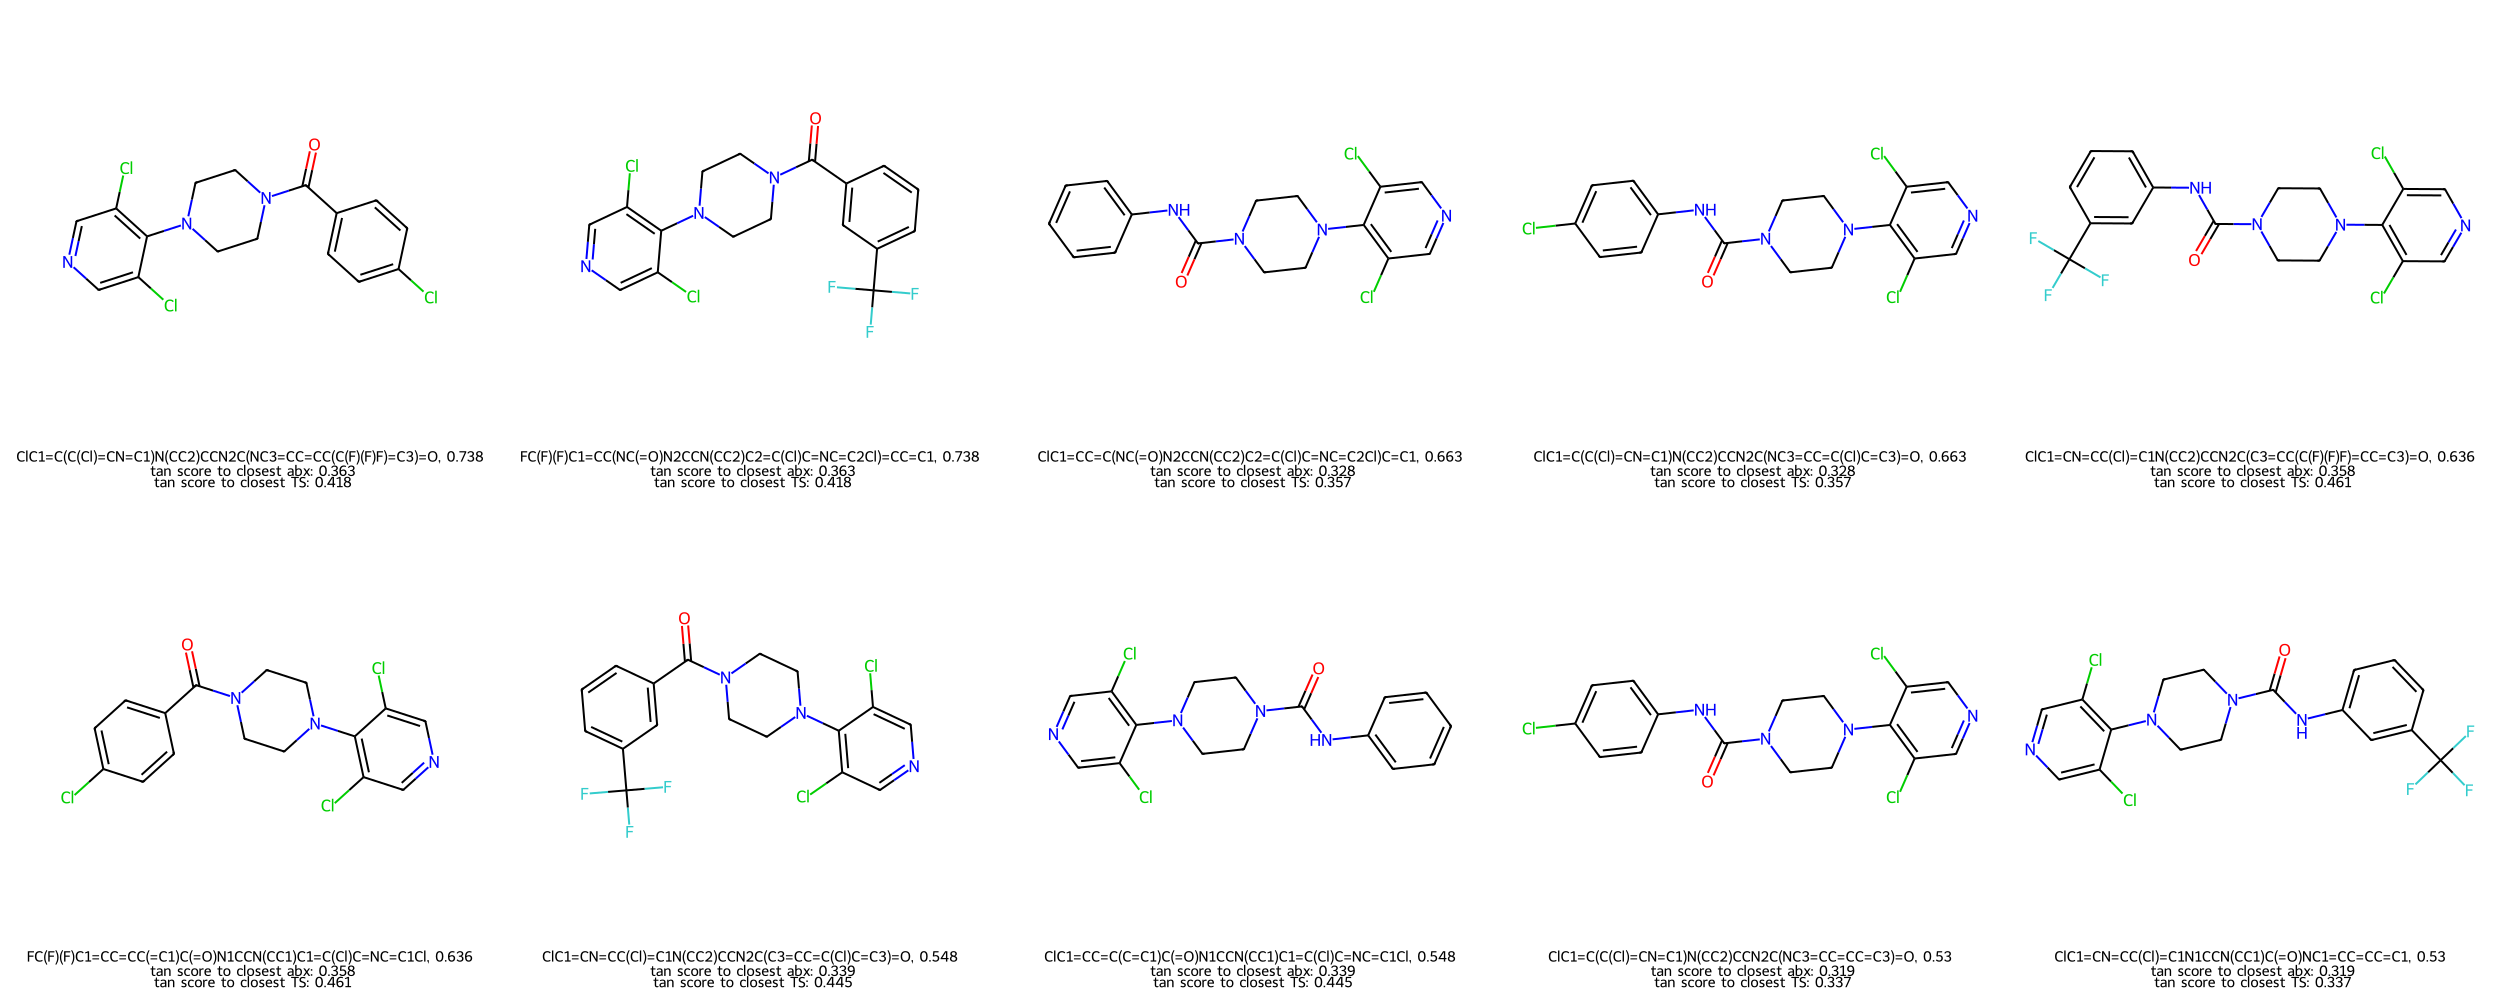 Cl
O
N
N
N
Cl
Cl
ClC1=C(C(Cl)=CN=C1)N(CC2)CCN2C(NC3=CC=CC(C(F)(F)F)=C3)=O, 0.738
tan score to closest abx: 0.363
tan score to closest TS: 0.418
O
Cl
N
N
N
Cl
F
F
F
FC(F)(F)C1=CC(NC(=O)N2CCN(CC2)C2=C(Cl)C=NC=C2Cl)=CC=C1, 0.738
tan score to closest abx: 0.363
tan score to closest TS: 0.418
Cl
NH
N
N
N
O
Cl
ClC1=CC=C(NC(=O)N2CCN(CC2)C2=C(Cl)C=NC=C2Cl)C=C1, 0.663
tan score to closest abx: 0.328
tan score to closest TS: 0.357
Cl
NH
N
Cl
N
N
O
Cl
ClC1=C(C(Cl)=CN=C1)N(CC2)CCN2C(NC3=CC=C(Cl)C=C3)=O, 0.663
tan score to closest abx: 0.328
tan score to closest TS: 0.357
Cl
NH
N
N
N
F
O
F
F
Cl
ClC1=CN=CC(Cl)=C1N(CC2)CCN2C(C3=CC(C(F)(F)F)=CC=C3)=O, 0.636
tan score to closest abx: 0.358
tan score to closest TS: 0.461
O
Cl
N
N
N
Cl
Cl
FC(F)(F)C1=CC=CC(=C1)C(=O)N1CCN(CC1)C1=C(Cl)C=NC=C1Cl, 0.636
tan score to closest abx: 0.358
tan score to closest TS: 0.461
O
Cl
N
N
N
F
F
Cl
F
ClC1=CN=CC(Cl)=C1N(CC2)CCN2C(C3=CC=C(Cl)C=C3)=O, 0.548
tan score to closest abx: 0.339
tan score to closest TS: 0.445
Cl
O
N
N
N
HN
Cl
ClC1=CC=C(C=C1)C(=O)N1CCN(CC1)C1=C(Cl)C=NC=C1Cl, 0.548
tan score to closest abx: 0.339
tan score to closest TS: 0.445
Cl
NH
N
Cl
N
N
O
Cl
ClC1=C(C(Cl)=CN=C1)N(CC2)CCN2C(NC3=CC=CC=C3)=O, 0.53
tan score to closest abx: 0.319
tan score to closest TS: 0.337
O
Cl
N
N
N
N
H
F
F
F
Cl
ClC1=CN=CC(Cl)=C1N1CCN(CC1)C(=O)NC1=CC=CC=C1, 0.53
tan score to closest abx: 0.319
tan score to closest TS: 0.337